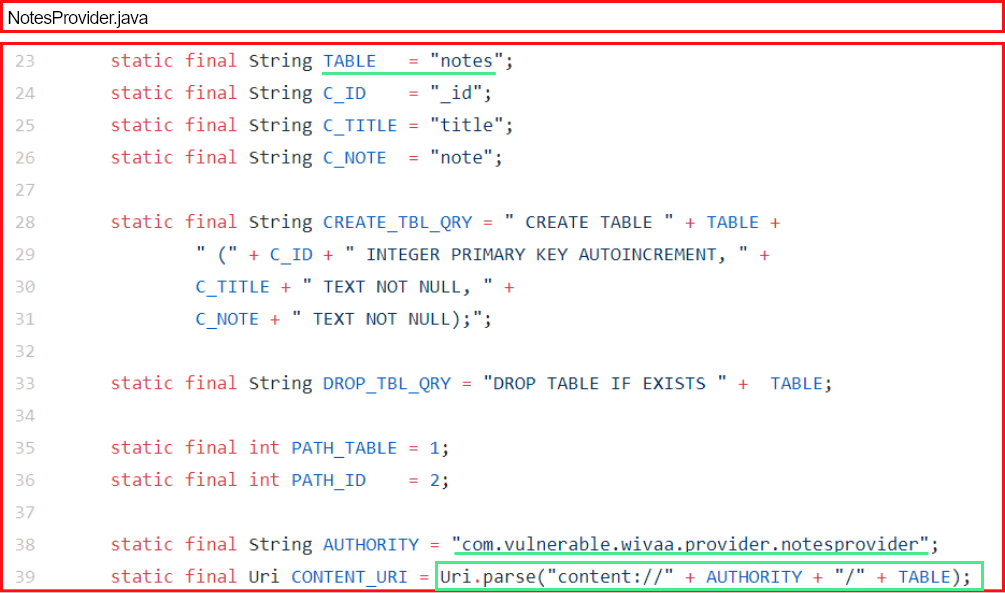 NotesProvider.java
23 static final String TABLE   = "notes";
24 static final String C_ID    = "_id";
25 static final String C_TITLE = "title";
26 static final String C_NOTE  = "note";
27
28 static final String CREATE_TBL_QRY = " CREATE TABLE " + TABLE +
29         " (" + C_ID + " INTEGER PRIMARY KEY AUTOINCREMENT, " +
30         C_TITLE + " TEXT NOT NULL, " +
31         C_NOTE + " TEXT NOT NULL);";
32
33 static final String DROP_TBL_QRY = "DROP TABLE IF EXISTS " +  TABLE;
34
35 static final int PATH_TABLE = 1;
36 static final int PATH_ID    = 2;
37
38 static final String AUTHORITY = "com.vulnerable.wivaa.provider.notesprovider";
39 static final Uri CONTENT_URI = Uri.parse("content://" + AUTHORITY + "/" + TABLE);